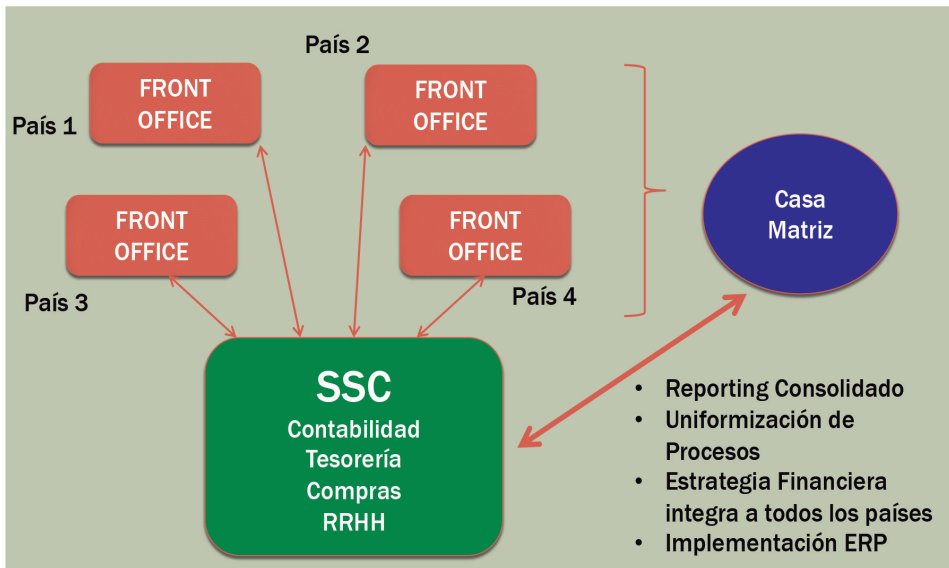 País 2
FRONT
OFFICE
FRONT
OFFICE
País 1
Casa
Matriz
FRONT
OFFICE
FRONT
OFFICE
País 3
País 4
SSC
Contabilidad
Tesorería
Compras
RRHH
• Reporting Consolidado
• Uniformización de
Procesos
• Estrategia Financiera
integra a todos los países
• Implementación ERP